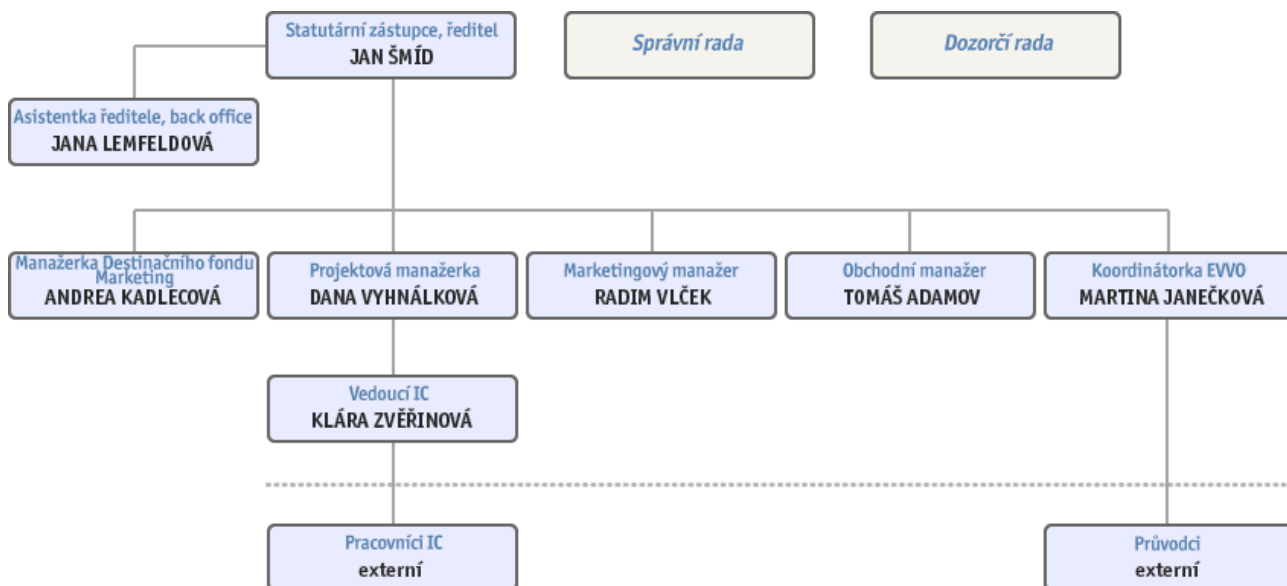 Statutární zástupce, ředitel
JAN ŠMÍD
Správní rada
Dozorčí rada
Asistentka ředitele, back office
JANA LEMFELDOVÁ
Manažerka Destinačního fondu
Marketing
ANDREA KADLECOVÁ
Projektová manažerka
DANA VYHNÁLKOVÁ
Marketingový manažer
RADIM VLČEK
Obchodní manažer
TOMÁŠ ADAMOV
Koordinátorka EVVO
MARTINA JANEČKOVÁ
Vedoucí IC
KLÁRA ZVĚŘINOVÁ
Pracovníci IC
externí
Průvodci
externí